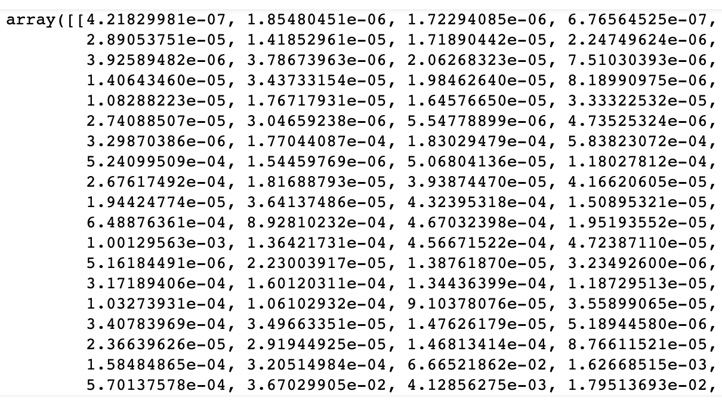 array([[4.21829981e-07, 1.85480451e-06, 1.72294085e-06, 6.76564525e-07,
2.89053751e-05, 1.41852961e-05, 1.71890442e-05, 2.24749624e-06,
3.92589482e-06, 3.78673963e-06, 2.06268323e-05, 7.51030393e-06,
1.40643460e-05, 3.43733154e-05, 1.98462640e-05, 8.18990975e-06,
1.08288223e-05, 1.76717931e-05, 1.64576650e-05, 3.33322532e-05,
2.74088507e-05, 3.04659238e-06, 5.54778899e-06, 4.73525324e-06,
3.29870386e-06, 1.77044087e-04, 1.83029479e-04, 5.83823072e-04,
5.24099509e-04, 1.54459769e-06, 5.06804136e-05, 1.18027812e-04,
2.67617492e-04, 1.81688793e-05, 3.93874470e-05, 4.16620605e-05,
1.94424774e-05, 3.64137486e-05, 4.32395318e-04, 1.50895321e-05,
6.48876361e-04, 8.92810232e-04, 4.67032398e-04, 1.95193552e-05,
1.00129563e-03, 1.36421731e-04, 4.56671522e-04, 4.72387110e-05,
5.16184491e-06, 2.23003917e-05, 1.38761870e-05, 3.23492600e-06,
3.17189406e-04, 1.60120311e-04, 1.34436399e-04, 1.18729513e-05,
1.03273931e-04, 1.06102932e-04, 9.10378076e-05, 3.55899065e-05,
3.40783969e-04, 3.49663351e-05, 1.47626179e-05, 5.18944580e-06,
2.36639626e-05, 2.91944925e-05, 1.46813414e-04, 8.76611521e-05,
1.58484865e-04, 3.20514984e-04, 6.66521862e-02, 1.62668515e-03,
5.70137578e-04, 3.67029905e-02, 4.12856275e-03, 1.79513693e-02,